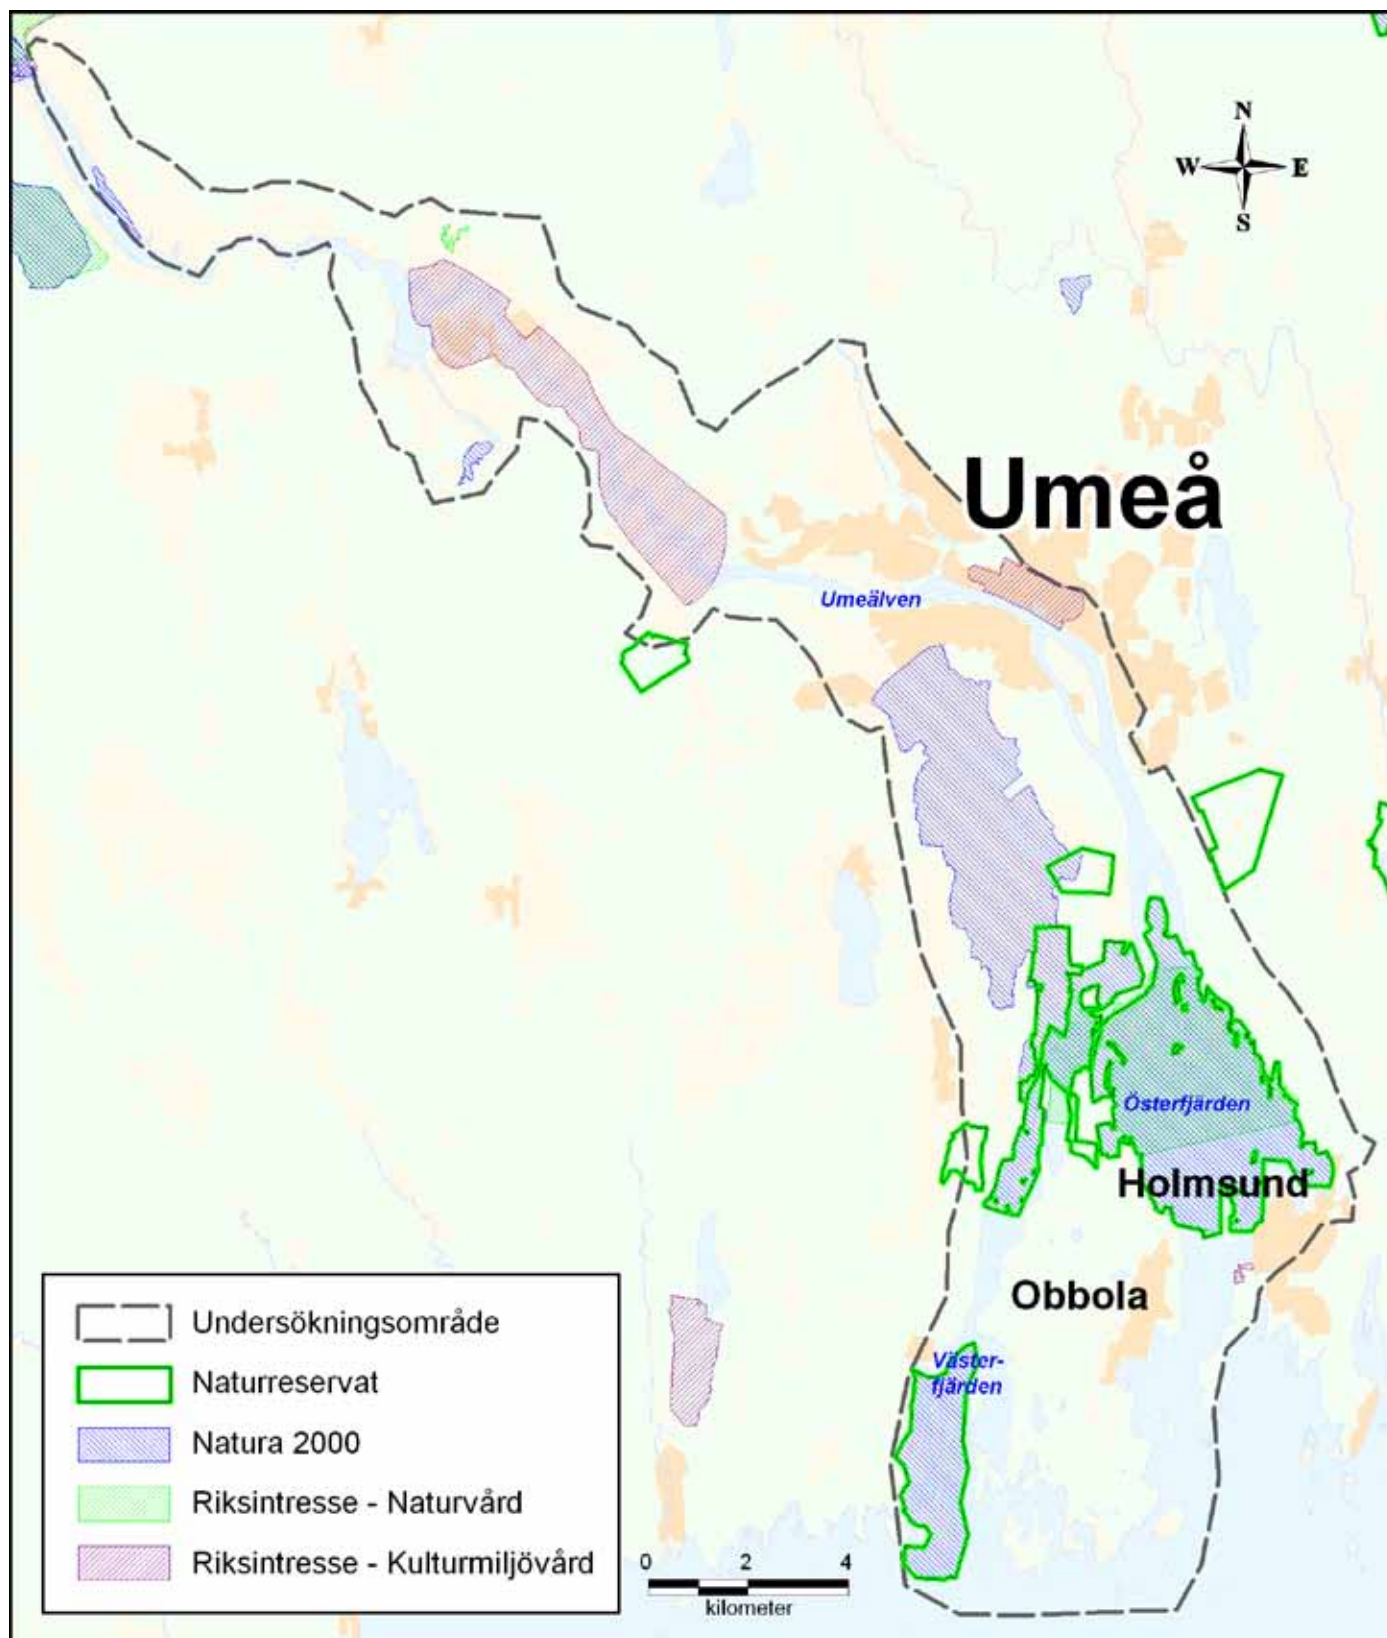 N
W E
S
Umeå
Umeälven
Österfjärden
Holmsund
Obbola
Väster-
fjärden
Undersökningsområde
Naturreservat
Natura 2000
Riksintresse - Naturvård
Riksintresse - Kulturmiljövård
0 2 4
kilometer